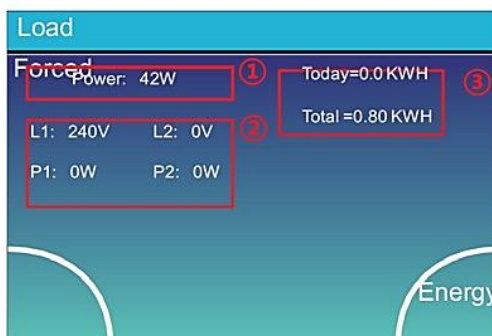 Load
Forced
Power: 42W
①
Today=0.0 KWH
③
Total =0.80 KWH
L1: 240V L2: 0V
②
P1: 0W P2: 0W
Energy